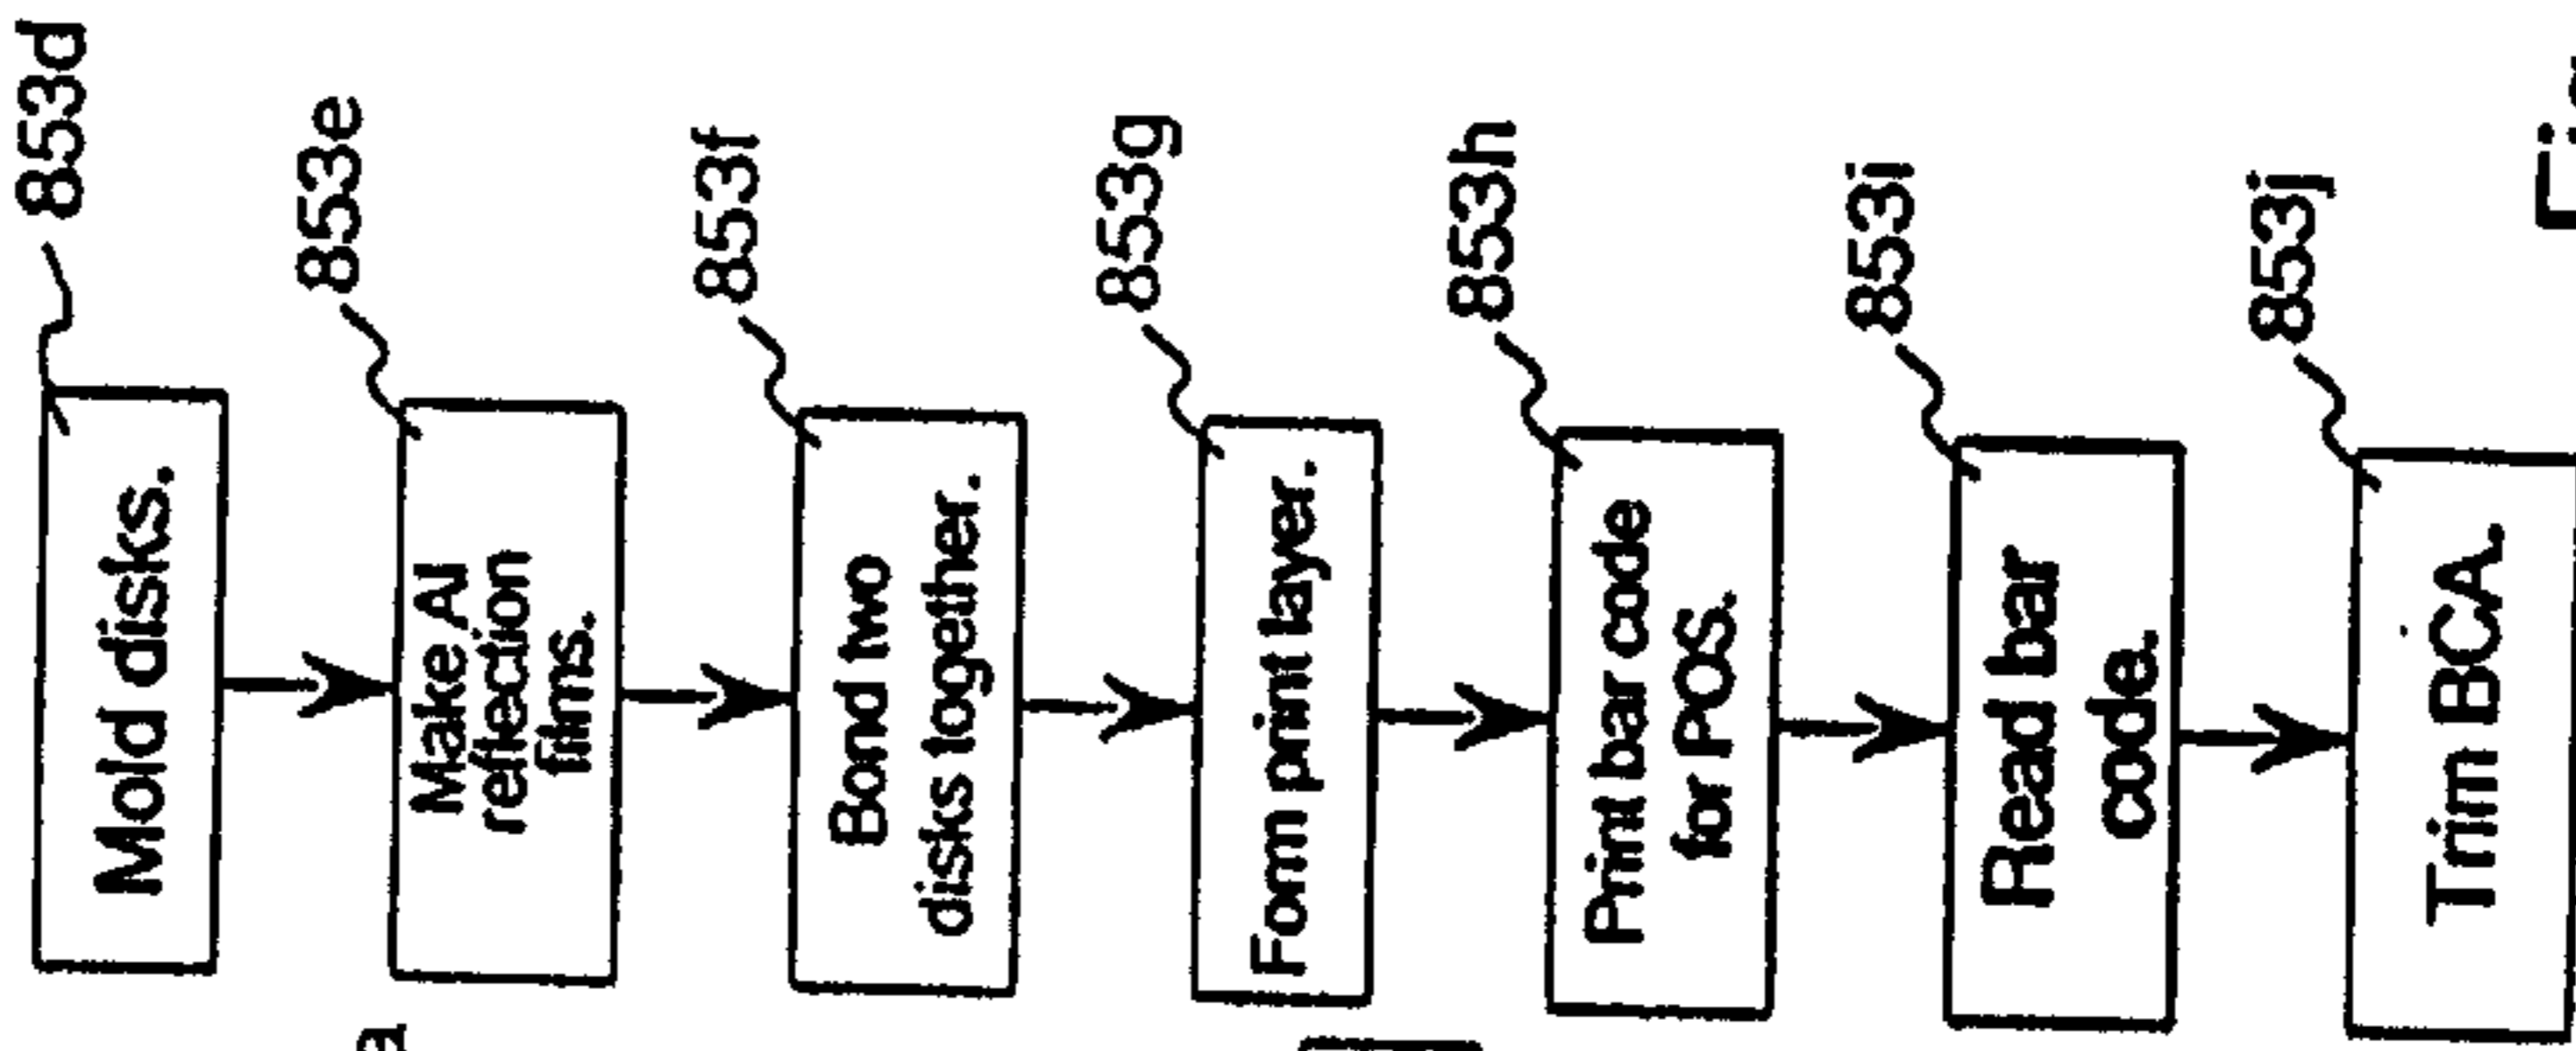 853d
Mold disks.
853e
Make Al
reflection
films.
853f
Bond two
disks together.
853g
Form print layer.
853h
Print bar code
for POS.
853i
Read bar
code.
853j
Trim BCA.